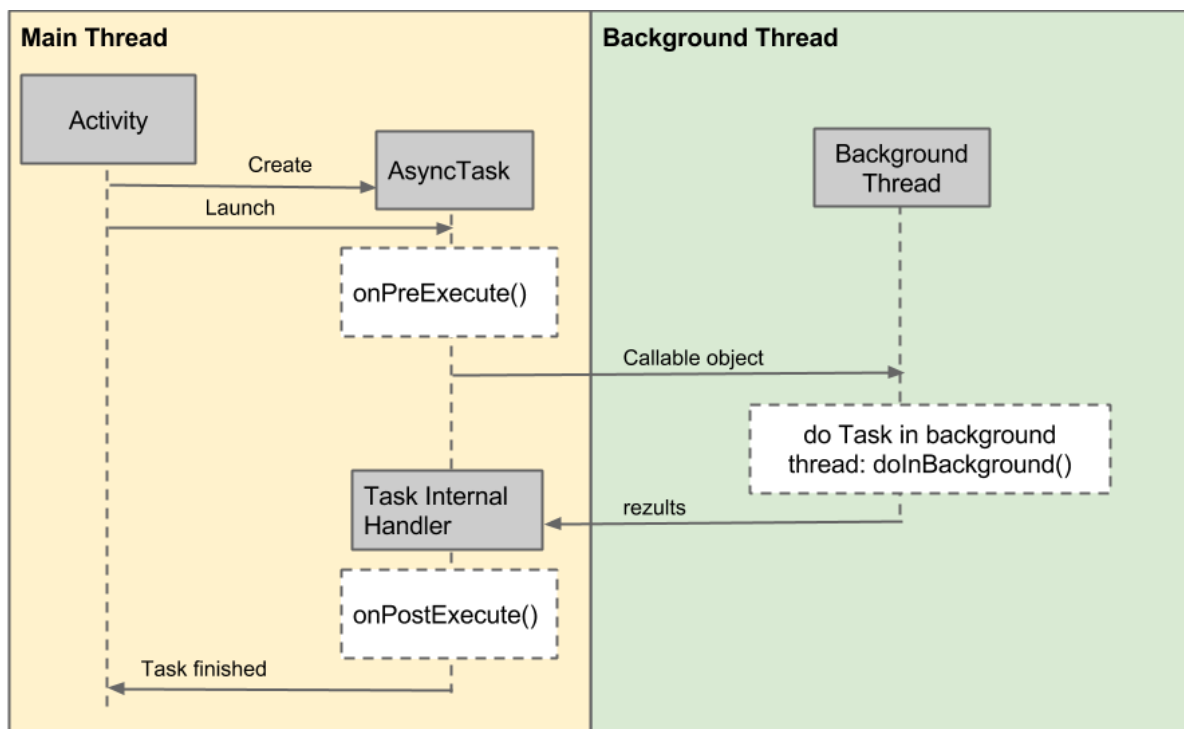 Main Thread
Background Thread
Activity
Create
AsyncTask
Background
Thread
Launch
onPreExecute()
Callable object
do Task in background
thread: doInBackground()
Task Internal
Handler
rezults
onPostExecute()
Task finished